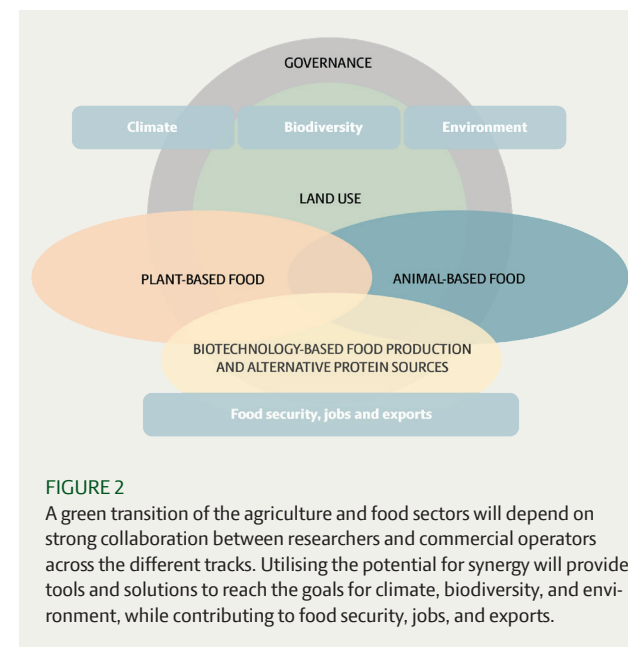 GOVERNANCE
Climate
Biodiversity
Environment
LAND USE
PLANT-BASED FOOD
ANIMAL-BASED FOOD
BIOTECHNOLOGY-BASED FOOD PRODUCTION
AND ALTERNATIVE PROTEIN SOURCES
Food security, jobs and exports
FIGURE 2
A green transition of the agriculture and food sectors will depend on
strong collaboration between researchers and commercial operators
across the different tracks. Utilising the potential for synergy will provide
tools and solutions to reach the goals for climate, biodiversity, and envi-
ronment, while contributing to food security, jobs, and exports.